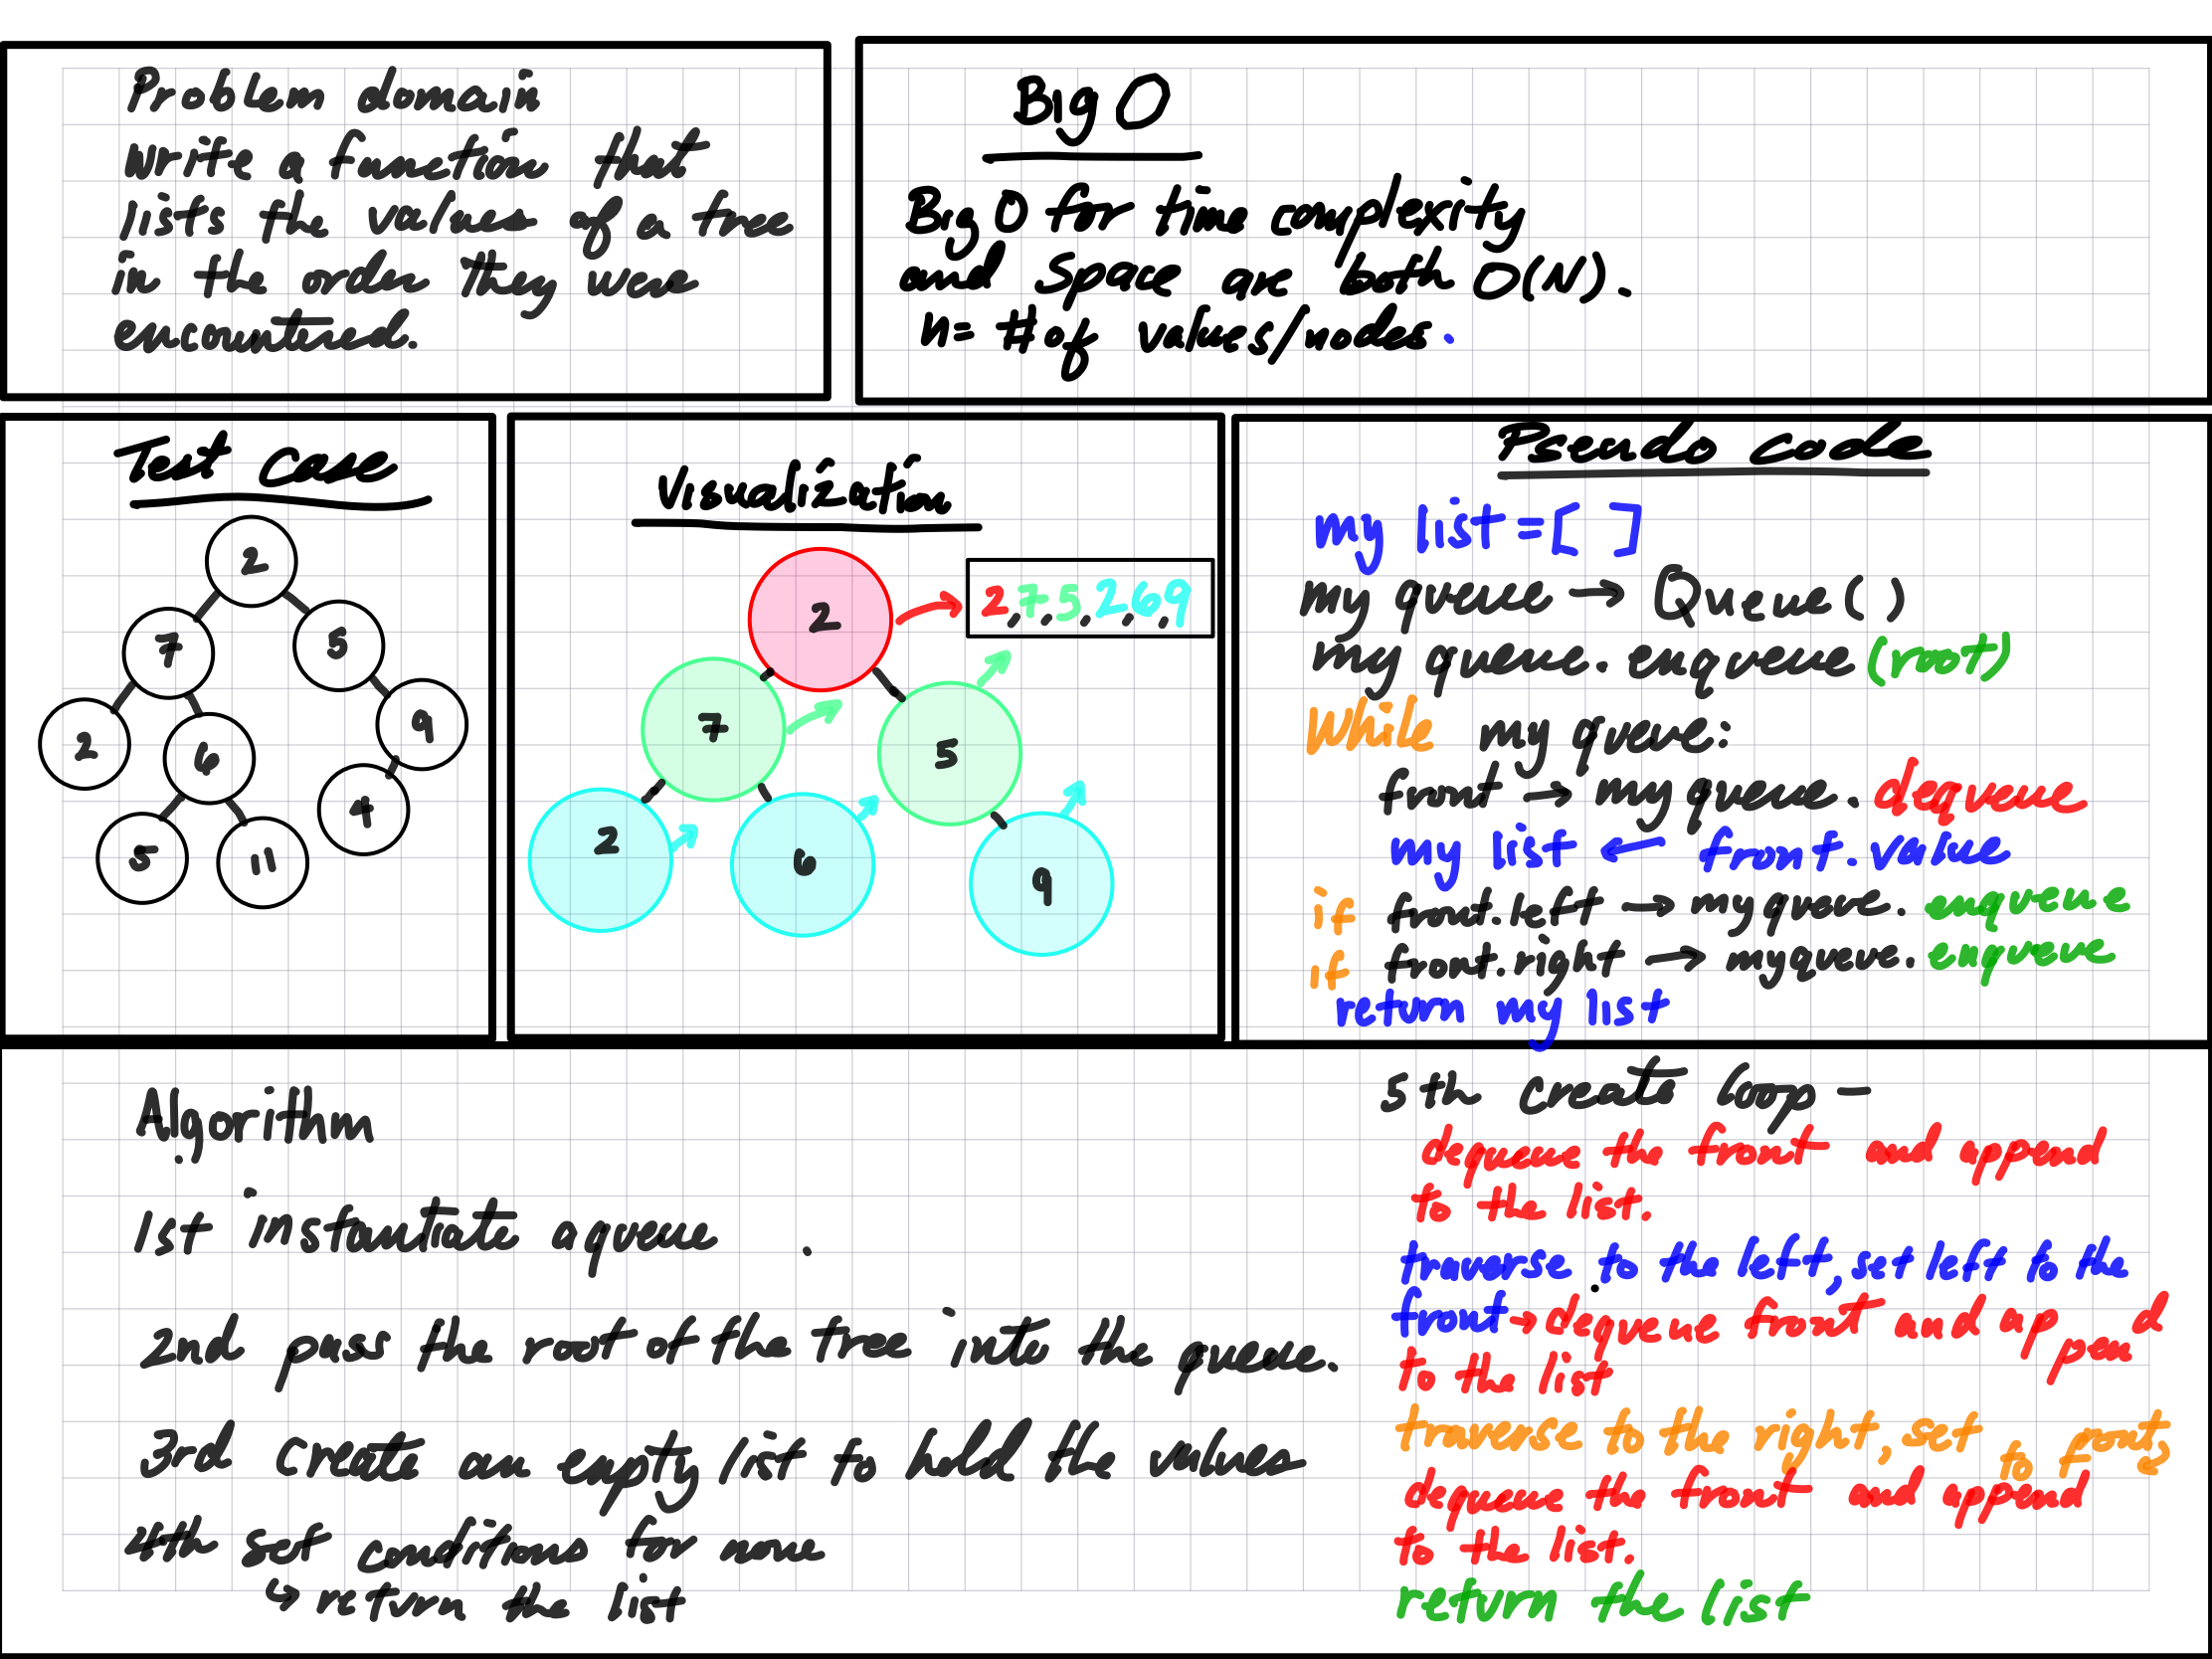 Problem domain
write a function that
lists the values of a tree
in the order they were
encountered.
Big O
Big O for time complexity
and space are both O(N).
n= # of values/nodes.
Test Case
2
7
5
2
6
9
4
5
11
Visualization
2
2,7,5,2,6,9
7
5
2
6
9
Pseudo code
my list = [ ]
my queue → Queue()
my queue. enqueue (root)
While my queue:
front → my queue. dequeue
my list ← front.value
if front.left → my queue. enqueue
if front.right → my queue. enqueue
return my list
Algorithm
1st instantiate a queue .
2nd pass the root of the tree into the queue.
3rd create an empty list to hold the values
4th set conditions for none
↳ return the list
5th create loop –
dequeue the front and append
to the list.
traverse to the left, set left to the
front → dequeue front and append
to the list
traverse to the right, set to front,
dequeue the front and append
to the list.
return the list